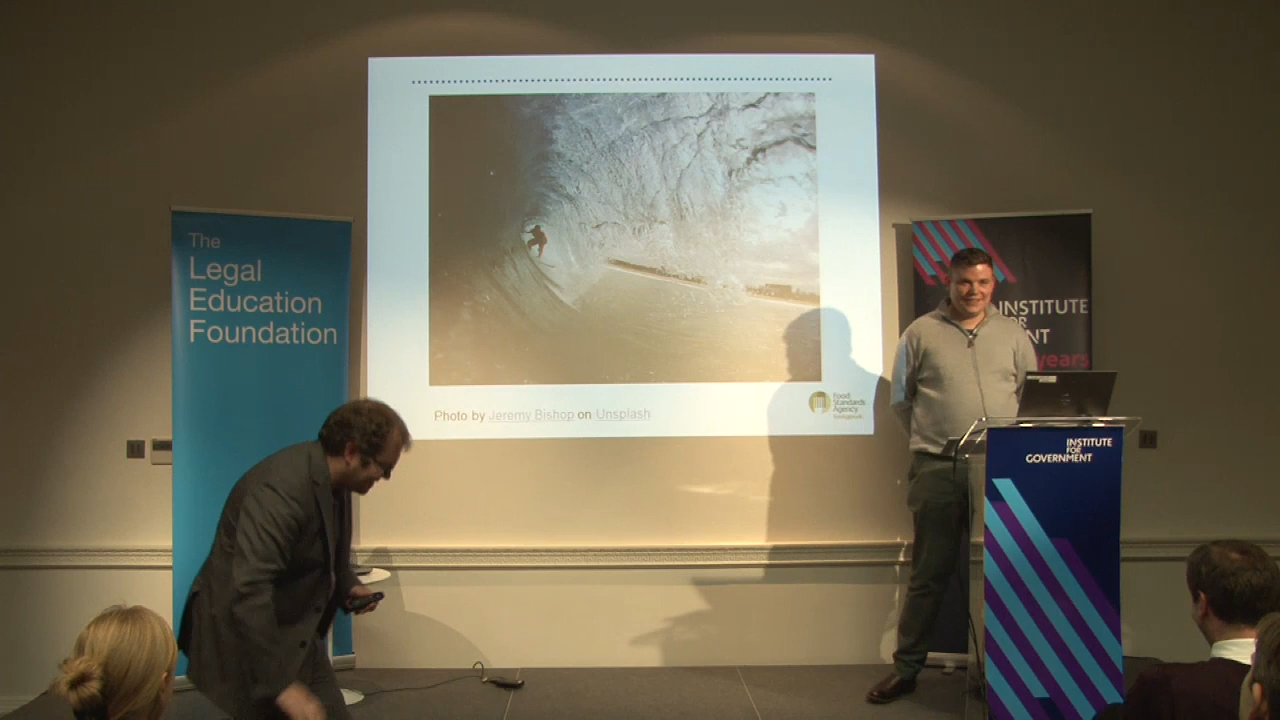 The
Legal
Education
Foundation
Photo by Jeremy Bishop on Unsplash
Food
Standards
Agency
INSTITUTE
FOR
NT
years
INSTITUTE
FOR
GOVERNMENT